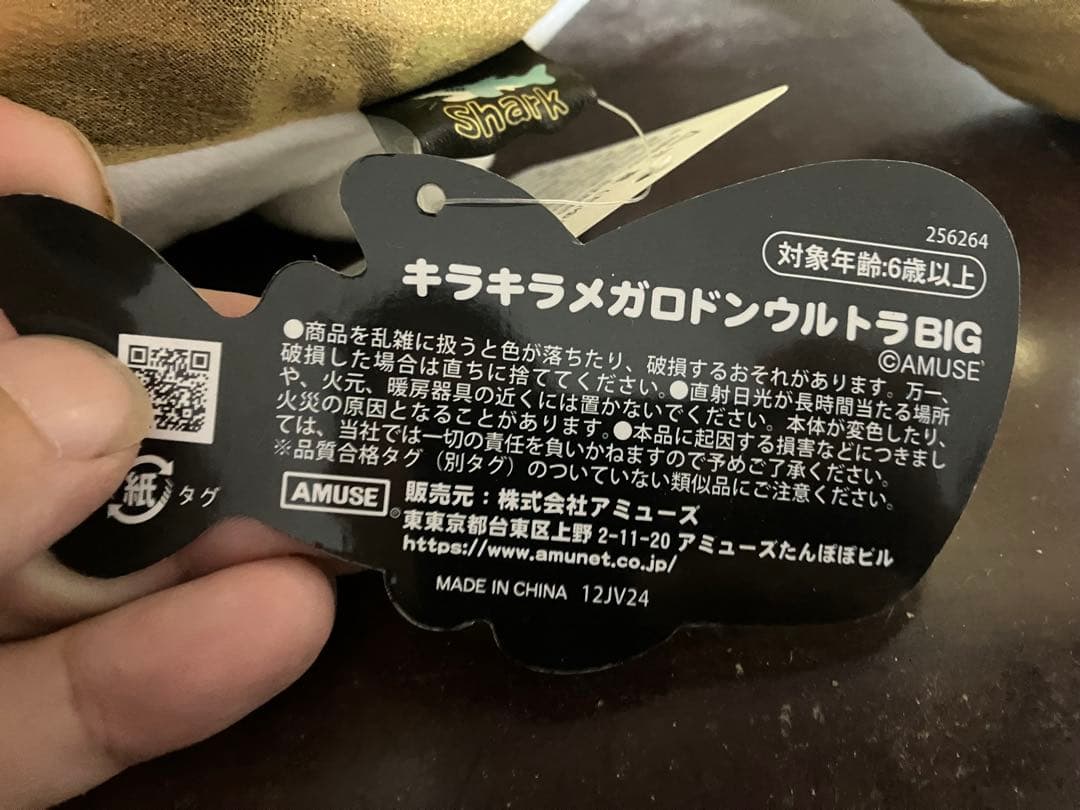 Shark
256264
対象年齢:6歳以上
キラキラメガロドンウルトラBIG
©AMUSE
●商品を乱雑に扱うと色が落ちたり、破損するおそれがあります。万一、
破損した場合は直ちに捨ててください。●直射日光が長時間当たる場所
や、火元、暖房器具の近くには置かないでください。本体が変色したり、
火災の原因となることがあります。●本品に起因する損害などにつきまし
ては、当社では一切の責任を負いかねますので予めご了承ください。
※品質合格タグ(別タグ)のついていない類似品にご注意ください。
紙 タグ
AMUSE® 販売元:株式会社アミューズ
東東京都台東区上野 2-11-20 アミューズたんぽぽビル
https://www.amunet.co.jp/
MADE IN CHINA 12JV24